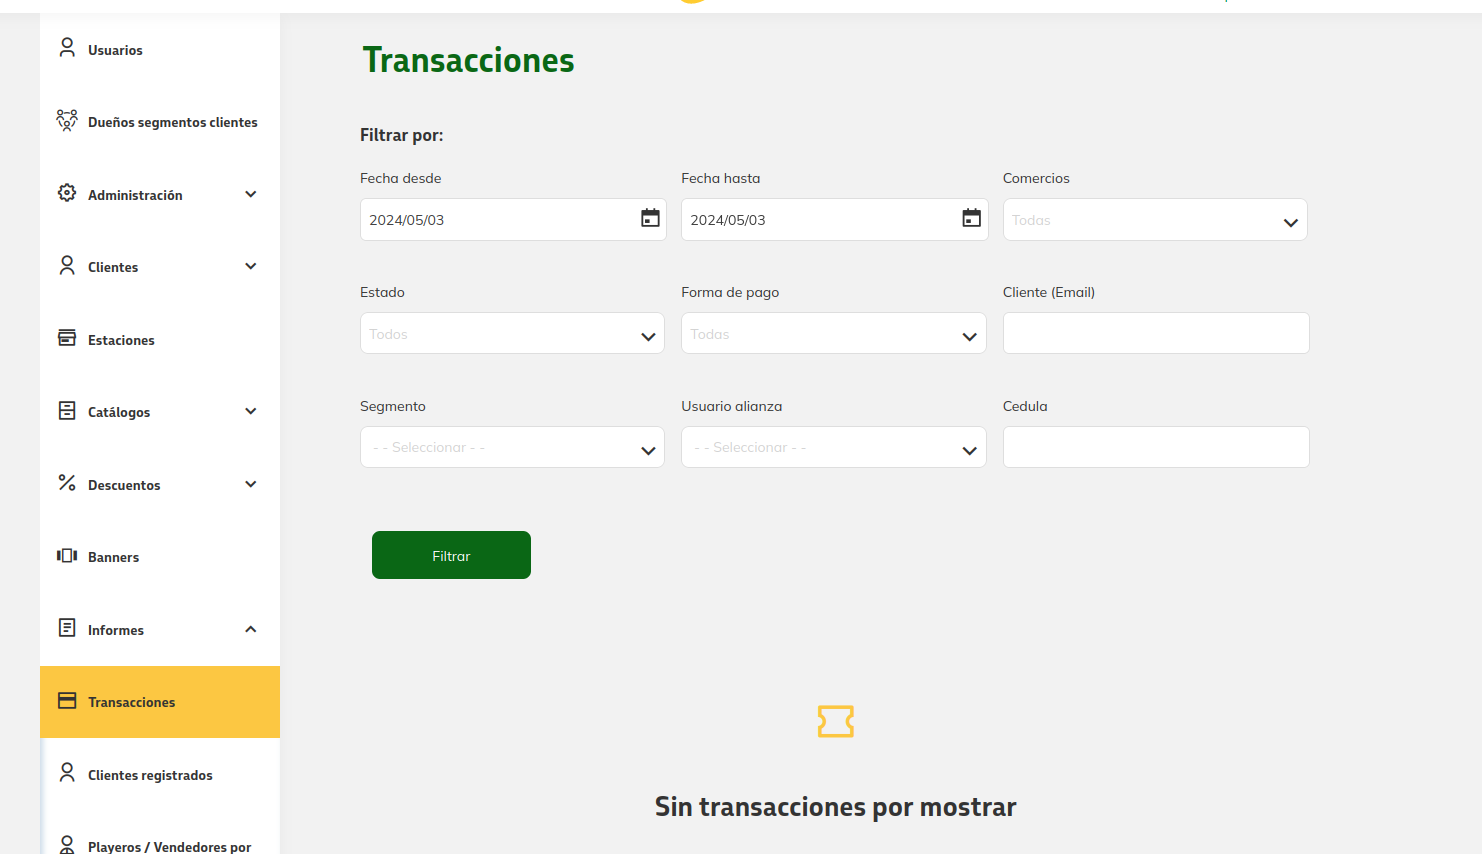 Usuarios
Dueños segmentos clientes
Administración
Clientes
Estaciones
Catálogos
Descuentos
Banners
Informes
Transacciones
Clientes registrados
Playeros / Vendedores por
Transacciones
Filtrar por:
Fecha desde
Fecha hasta
Comercios
2024/05/03
2024/05/03
Todas
Estado
Forma de pago
Cliente (Email)
Todos
Todas
Segmento
Usuario alianza
Cedula
- - Seleccionar - -
- - Seleccionar - -
Filtrar
Sin transacciones por mostrar